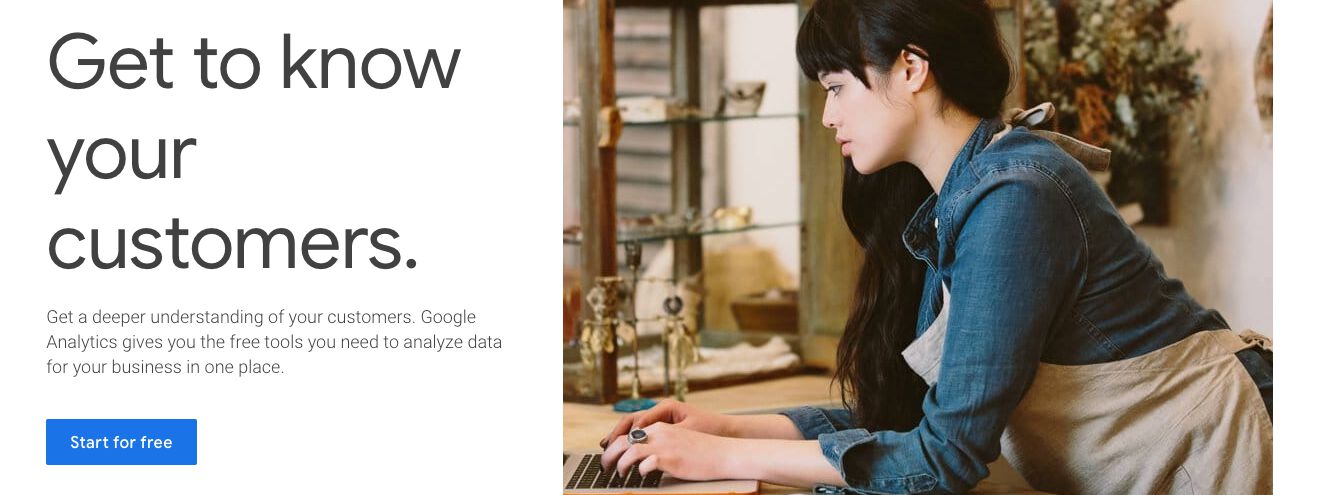 Get to know
your
customers.
Get a deeper understanding of your customers. Google
Analytics gives you the free tools you need to analyze data
for your business in one place.
Start for free